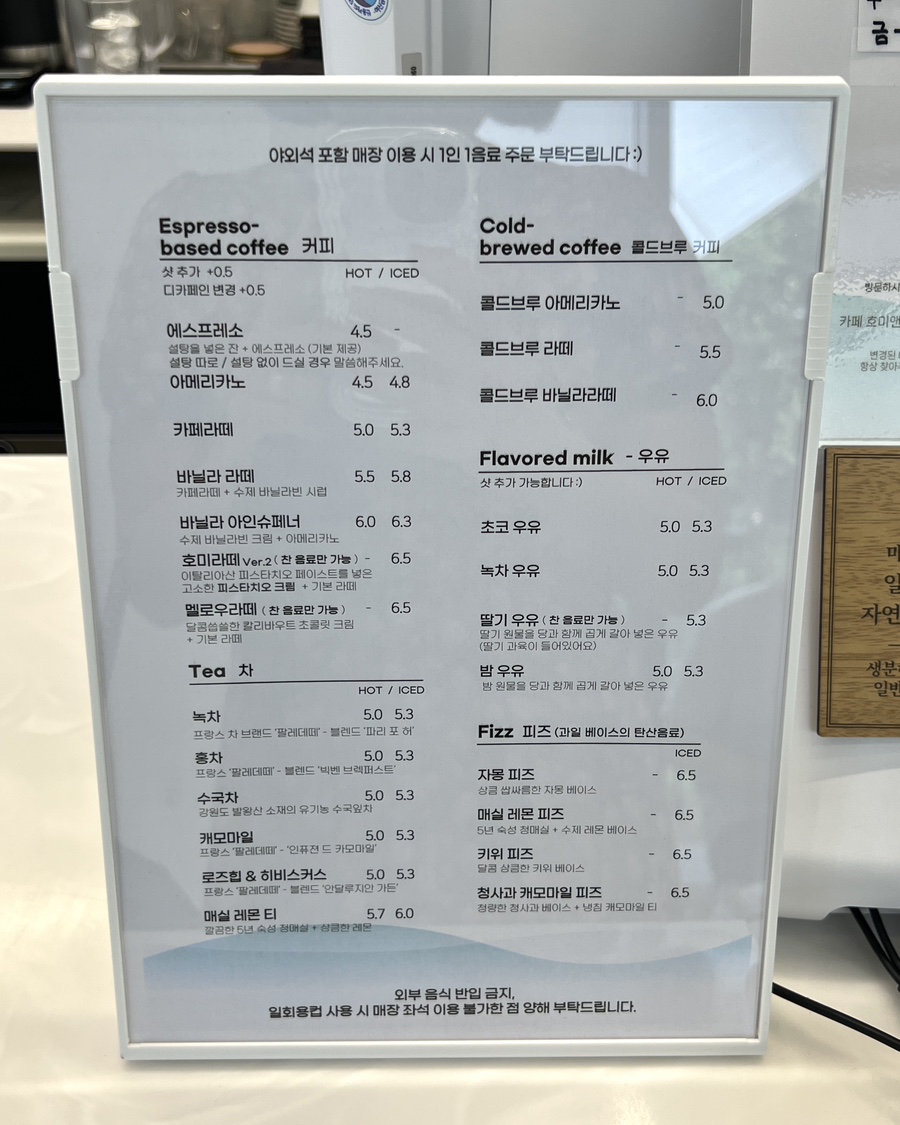 야외석 포함 매장 이용 시 1인 1음료 주문 부탁드립니다 :)
Espresso-
based coffee 커피
샷 추가 +0.5 HOT / ICED
디카페인 변경 +0.5
에스프레소 4.5 -
설탕을 넣은 잔 + 에스프레소 (기본 제공)
설탕 따로 / 설탕 없이 드실 경우 말씀해주세요.
아메리카노 4.5 4.8
카페라떼 5.0 5.3
바닐라 라떼 5.5 5.8
카페라떼 + 수제 바닐라빈 시럽
바닐라 아인슈페너 6.0 6.3
수제 바닐라빈 크림 + 아메리카노
호미라떼 Ver.2 ( 찬 음료만 가능 ) - 6.5
이탈리아산 피스타치오 페이스트를 넣은
고소한 피스타치오 크림 + 기본 라떼
멜로우라떼 ( 찬 음료만 가능 ) - 6.5
달콤씁쓸한 칼리바우트 초콜릿 크림
+ 기본 라떼
Tea 차
HOT / ICED
녹차 5.0 5.3
프랑스 차 브랜드 '팔레데떼' - 블렌드 '파리 포 허'
홍차 5.0 5.3
프랑스 '팔레데떼' - 블렌드 '빅벤 브렉퍼스트'
수국차 5.0 5.3
강원도 발왕산 소재의 유기농 수국잎차
캐모마일 5.0 5.3
프랑스 '팔레데떼' - '인퓨젼 드 카모마일'
로즈힙 & 히비스커스 5.0 5.3
프랑스 '팔레데떼' - 블렌드 '안달루지안 가든'
매실 레몬 티 5.7 6.0
깔끔한 5년 숙성 청매실 + 상큼한 레몬
Cold-
brewed coffee 콜드브루 커피
콜드브루 아메리카노 - 5.0
콜드브루 라떼 - 5.5
콜드브루 바닐라라떼 - 6.0
Flavored milk - 우유
샷 추가 가능합니다 :) HOT / ICED
초코 우유 5.0 5.3
녹차 우유 5.0 5.3
딸기 우유 ( 찬 음료만 가능 ) - 5.3
딸기 원물을 당과 함께 곱게 갈아 넣은 우유
(딸기 과육이 들어있어요)
밤 우유 5.0 5.3
밤 원물을 당과 함께 곱게 갈아 넣은 우유
Fizz 피즈 (과일 베이스의 탄산음료)
ICED
자몽 피즈 - 6.5
상큼 쌉싸름한 자몽 베이스
매실 레몬 피즈 - 6.5
5년 숙성 청매실 + 수제 레몬 베이스
키위 피즈 - 6.5
달콤 상큼한 키위 베이스
청사과 캐모마일 피즈 - 6.5
청량한 청사과 베이스 + 냉침 캐모마일 티
외부 음식 반입 금지,
일회용컵 사용 시 매장 좌석 이용 불가한 점 양해 부탁드립니다.
금-
카페 호미앤
변경된
항상 찾아
자연
생분
일반